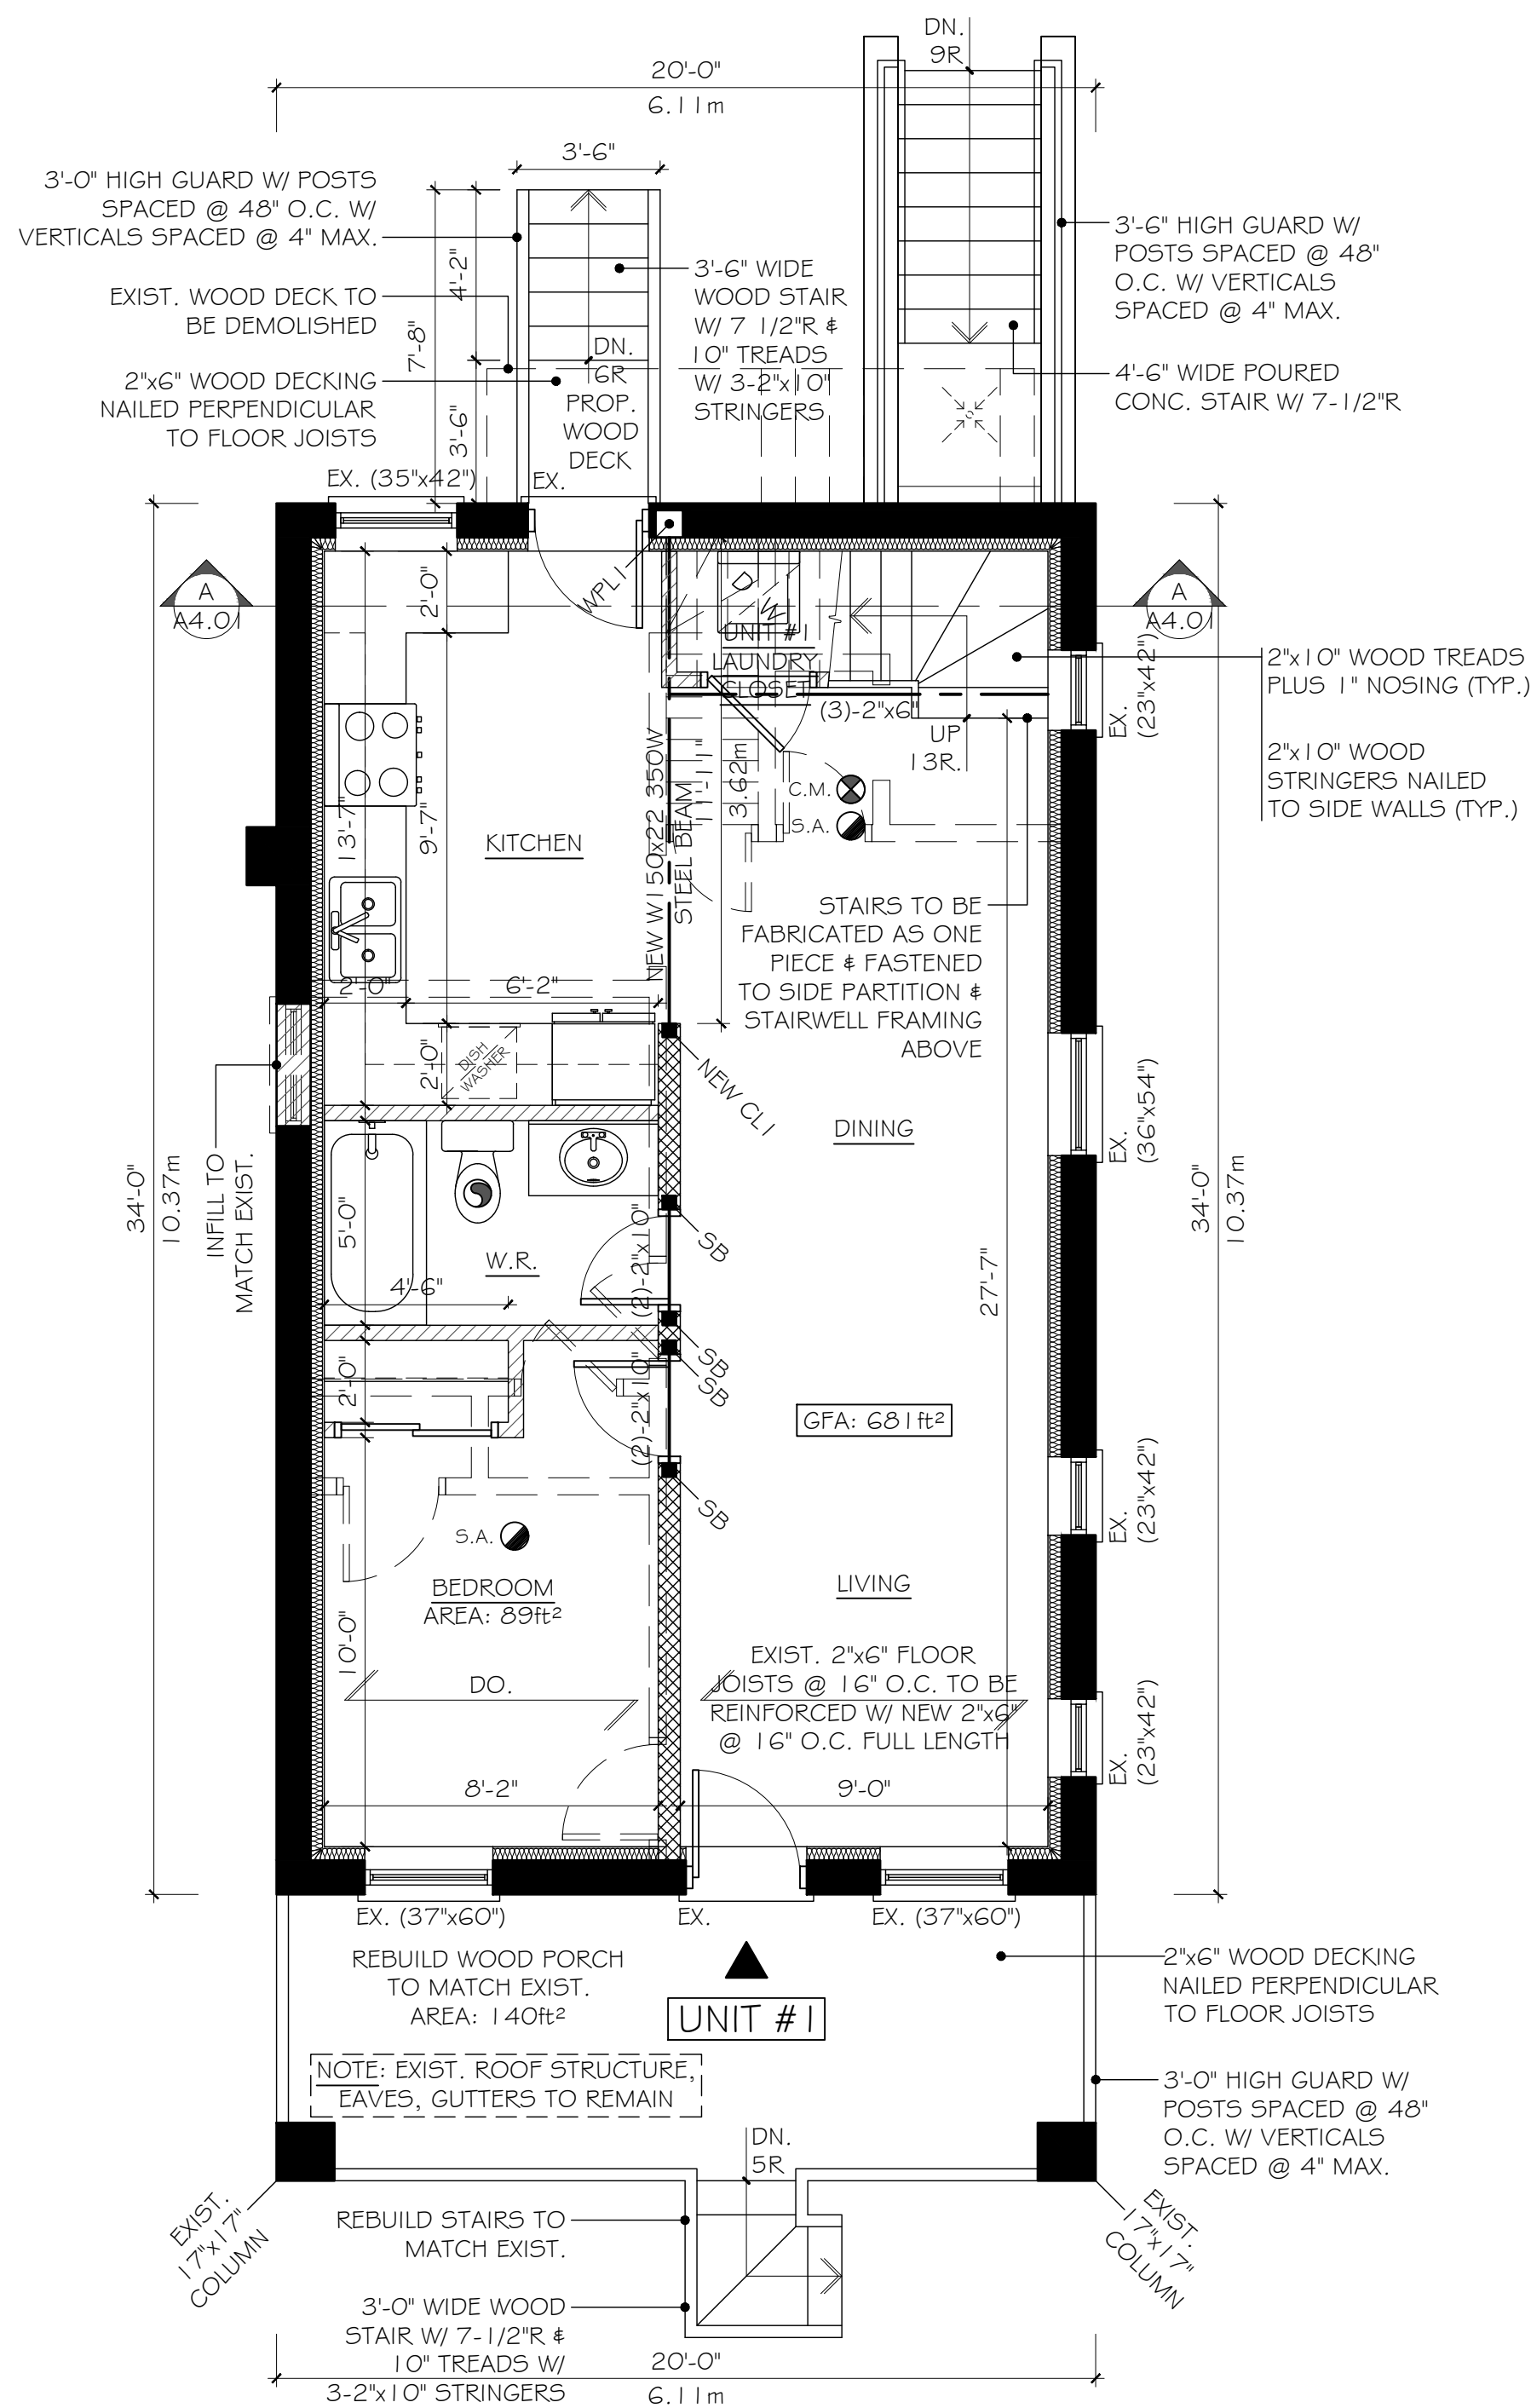 DN.
9R
20'-0"
6.11m
3'-6"
3'-0" HIGH GUARD W/ POSTS
SPACED @ 48" O.C. W/
VERTICALS SPACED @ 4" MAX.
EXIST. WOOD DECK TO
BE DEMOLISHED
2"x6" WOOD DECKING
NAILED PERPENDICULAR
TO FLOOR JOISTS
7'-8"
4'-2"
3'-6"
3'-6" WIDE
WOOD STAIR
W/ 7 1/2"R &
10" TREADS
W/ 3-2"x10"
STRINGERS
DN.
6R
PROP.
WOOD
DECK
3'-6" HIGH GUARD W/
POSTS SPACED @ 48"
O.C. W/ VERTICALS
SPACED @ 4" MAX.
4'-6" WIDE POURED
CONC. STAIR W/ 7-1/2"R
EX. (35"x42")
EX.
A
A4.01
A
A4.01
WPL1
2'-0"
D
W
UNIT #1
LAUNDRY
CLOSET
(3)-2"x6"
UP
13R.
EX.
(23"x42")
2"x10" WOOD TREADS
PLUS 1" NOSING (TYP.)
2"x10" WOOD
STRINGERS NAILED
TO SIDE WALLS (TYP.)
C.M.
S.A.
13'-7"
9'-7"
KITCHEN
NEW W150x22 350W
STEEL BEAM
11'-11"
3.62m
STAIRS TO BE
FABRICATED AS ONE
PIECE & FASTENED
TO SIDE PARTITION &
STAIRWELL FRAMING
ABOVE
2'-0"
6'-2"
2'-0"
DISH
WASHER
NEW CL1
DINING
EX.
(36"x54")
34'-0"
10.37m
INFILL TO
MATCH EXIST.
34'-0"
10.37m
5'-0"
W.R.
4'-6"
(2)-2"x10"
SB
27'-7"
SB
SB
2'-0"
(2)-2"x10"
GFA: 681ft²
SB
EX.
(23"x42")
S.A.
BEDROOM
AREA: 89ft²
LIVING
10'-0"
DO.
EXIST. 2"x6" FLOOR
JOISTS @ 16" O.C. TO BE
REINFORCED W/ NEW 2"x6"
@ 16" O.C. FULL LENGTH
EX.
(23"x42")
8'-2"
9'-0"
EX. (37"x60")
EX.
EX. (37"x60")
REBUILD WOOD PORCH
TO MATCH EXIST.
AREA: 140ft²
UNIT #1
2"x6" WOOD DECKING
NAILED PERPENDICULAR
TO FLOOR JOISTS
NOTE: EXIST. ROOF STRUCTURE,
EAVES, GUTTERS TO REMAIN
3'-0" HIGH GUARD W/
POSTS SPACED @ 48"
O.C. W/ VERTICALS
SPACED @ 4" MAX.
DN.
5R
EXIST.
17"x17"
COLUMN
REBUILD STAIRS TO
MATCH EXIST.
EXIST.
17"x17"
COLUMN
3'-0" WIDE WOOD
STAIR W/ 7-1/2"R &
10" TREADS W/
3-2"x10" STRINGERS
20'-0"
6.11m